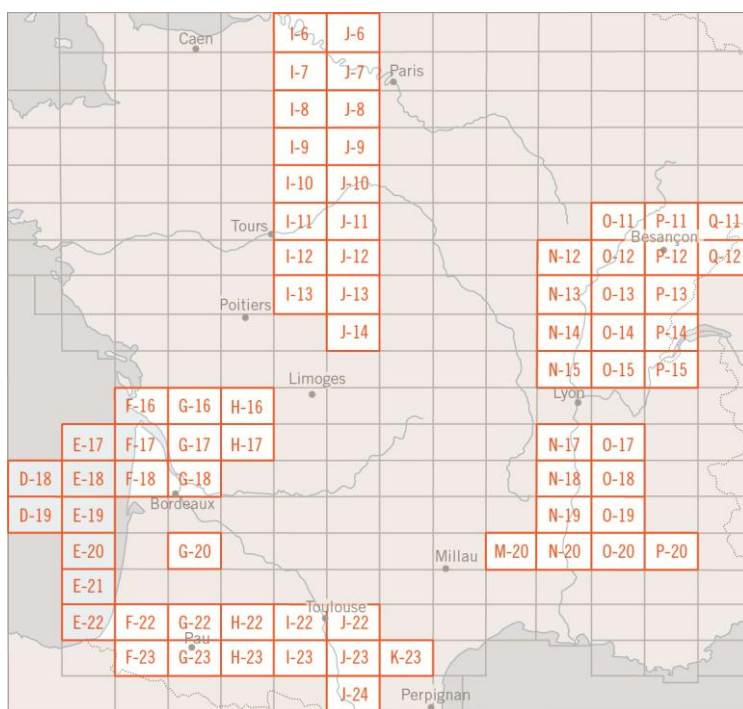 I-6 J-6
Caen
I-7 J-7 Paris
I-8 J-8
I-9 J-9
I-10 J-10
I-11 J-11 O-11 P-11 Q-11
Tours Besançon
I-12 J-12 N-12 O-12 P-12 Q-12
I-13 J-13 N-13 O-13 P-13
Poitiers
J-14 N-14 O-14 P-14
N-15 O-15 P-15
Limoges
Lyon
F-16 G-16 H-16
E-17 F-17 G-17 H-17 N-17 O-17
D-18 E-18 F-18 G-18 N-18 O-18
Bordeaux
D-19 E-19 N-19 O-19
E-20 G-20 Millau M-20 N-20 O-20 P-20
E-21
Toulouse
E-22 F-22 G-22 H-22 I-22 J-22
Pau
F-23 G-23 H-23 I-23 J-23 K-23
J-24 Perpignan